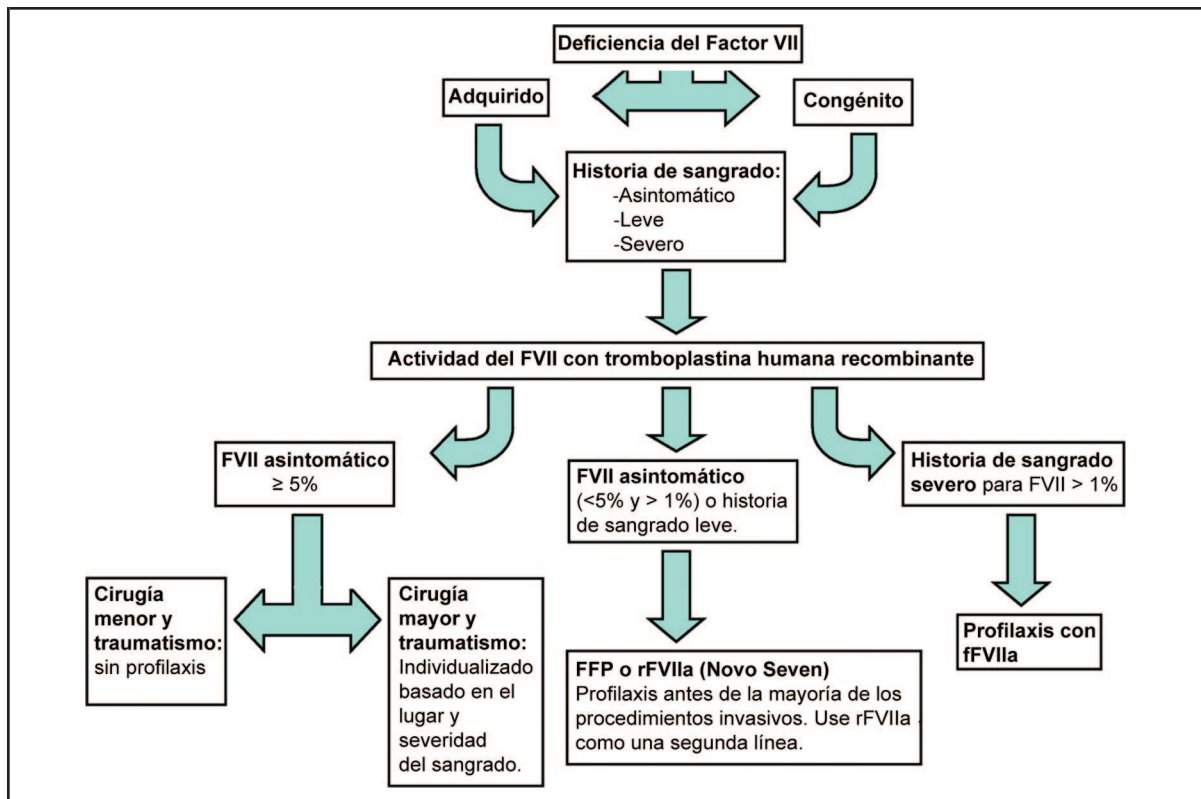 Deficiencia del Factor VII
Adquirido
Congénito
Historia de sangrado:
-Asintomático
-Leve
-Severo
Actividad del FVII con tromboplastina humana recombinante
FVII asintomático
≥ 5%
FVII asintomático
(<5% y > 1%) o historia
de sangrado leve.
Historia de sangrado
severo para FVII > 1%
Cirugía
menor y
traumatismo:
sin profilaxis
Cirugía
mayor y
traumatismo:
Individualizado
basado en el
lugar y
severidad
del sangrado.
FFP o rFVIIa (Novo Seven)
Profilaxis antes de la mayoría de los
procedimientos invasivos. Use rFVIIa
como una segunda línea.
Profilaxis con
fFVIIa